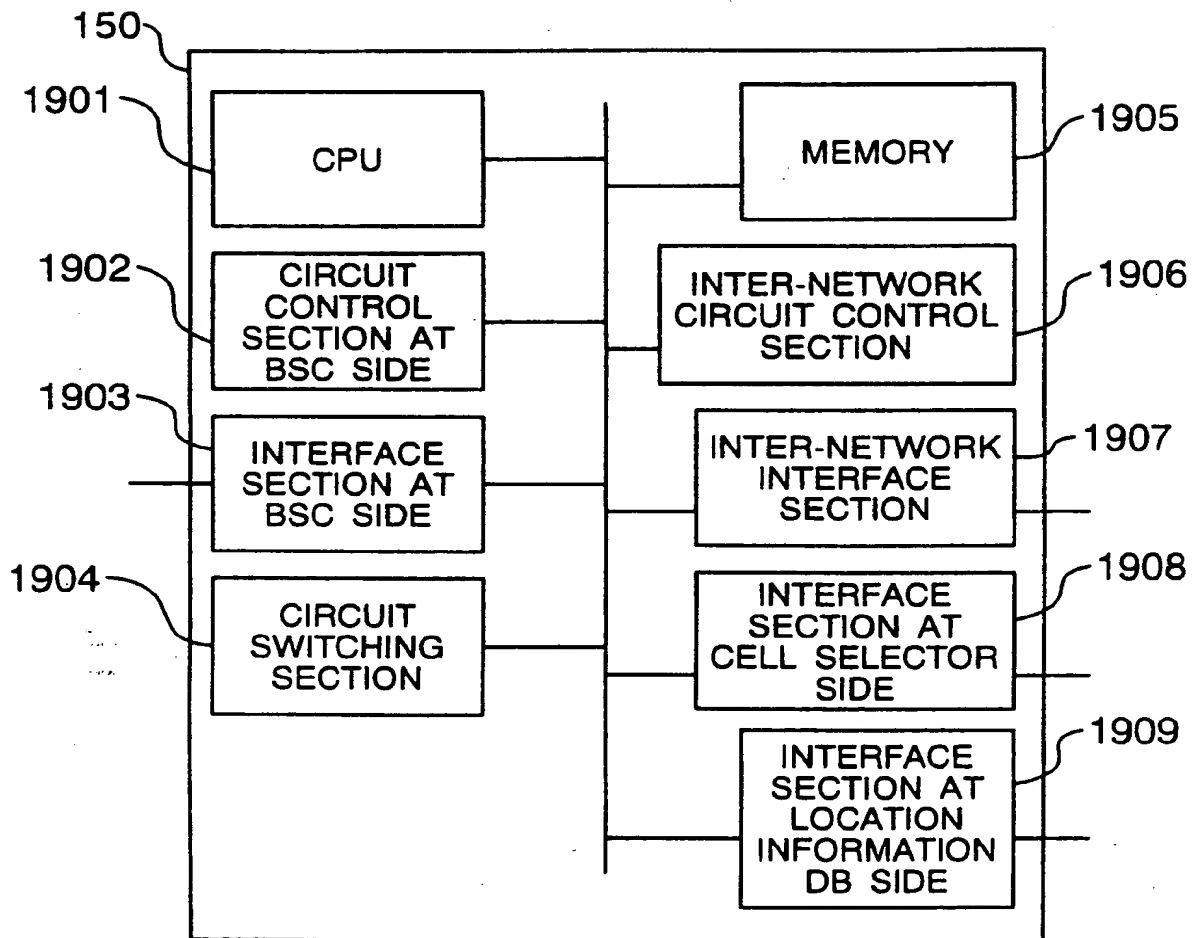 150
1901
CPU
1902
CIRCUIT
CONTROL
SECTION AT
BSC SIDE
1903
INTERFACE
SECTION AT
BSC SIDE
1904
CIRCUIT
SWITCHING
SECTION
MEMORY
1905
INTER-NETWORK
CIRCUIT CONTROL
SECTION
1906
INTER-NETWORK
INTERFACE
SECTION
1907
INTERFACE
SECTION AT
CELL SELECTOR
SIDE
1908
INTERFACE
SECTION AT
LOCATION
INFORMATION
DB SIDE
1909